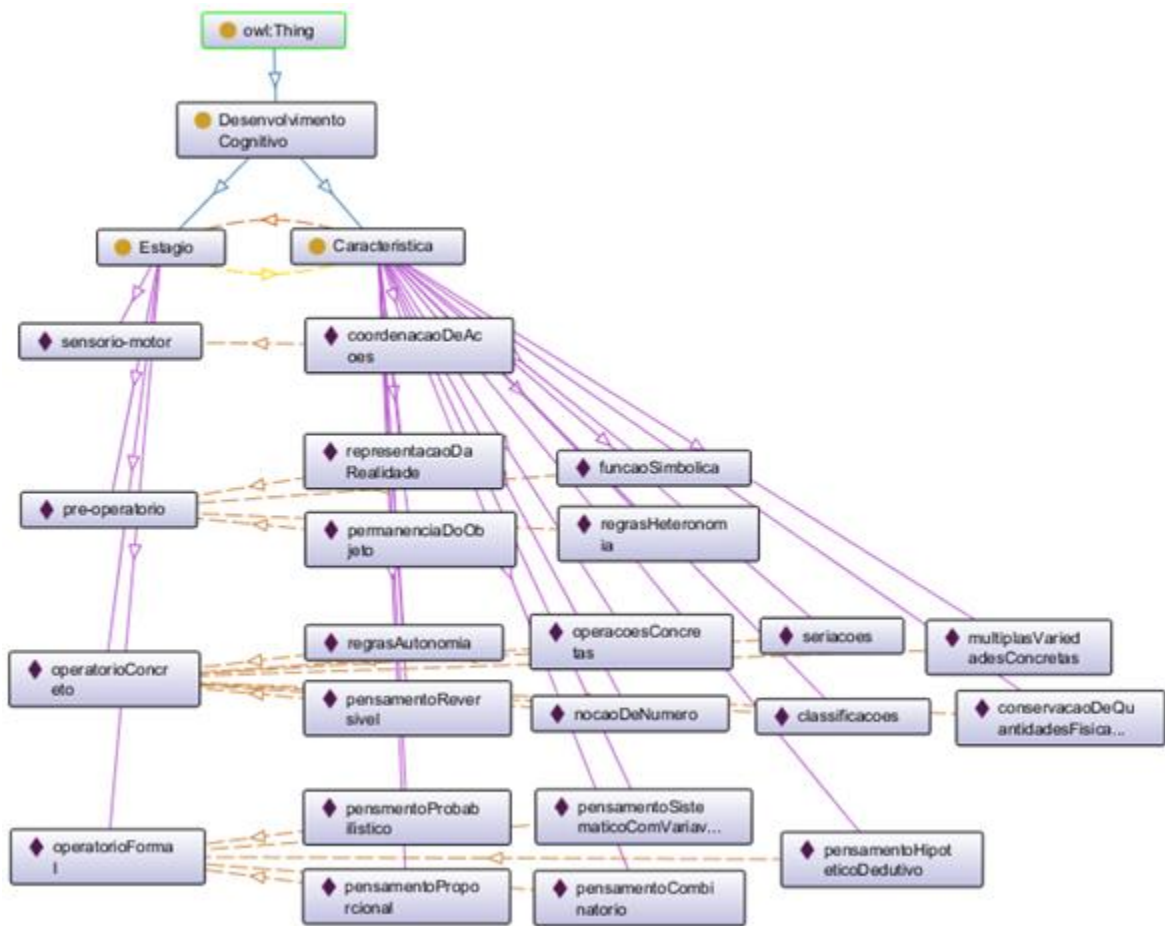 owl:Thing
Desenvolvimento
Cognitivo
Estagio
Caracteristica
sensorio-motor
coordenacaoDeAc
oes
representacaoDa
Realidade
funcaoSimbolica
pre-operatorio
permanenciaDoOb
jeto
regrasHeteronom
ia
regrasAutonomia
operacoesConcre
tas
seriacoes
multiplasVaried
adesConcretas
operatorioConcr
eto
pensamentoRever
sivel
nocaoDeNumero
classificacoes
conservacaoDeQu
antidadesFisica...
pensmentoProbab
ilistico
pensamentoSiste
maticoComVariav...
operatorioForma
l
pensamentoHipot
eticoDedutivo
pensamentoPropo
rcional
pensamentoCombi
natorio